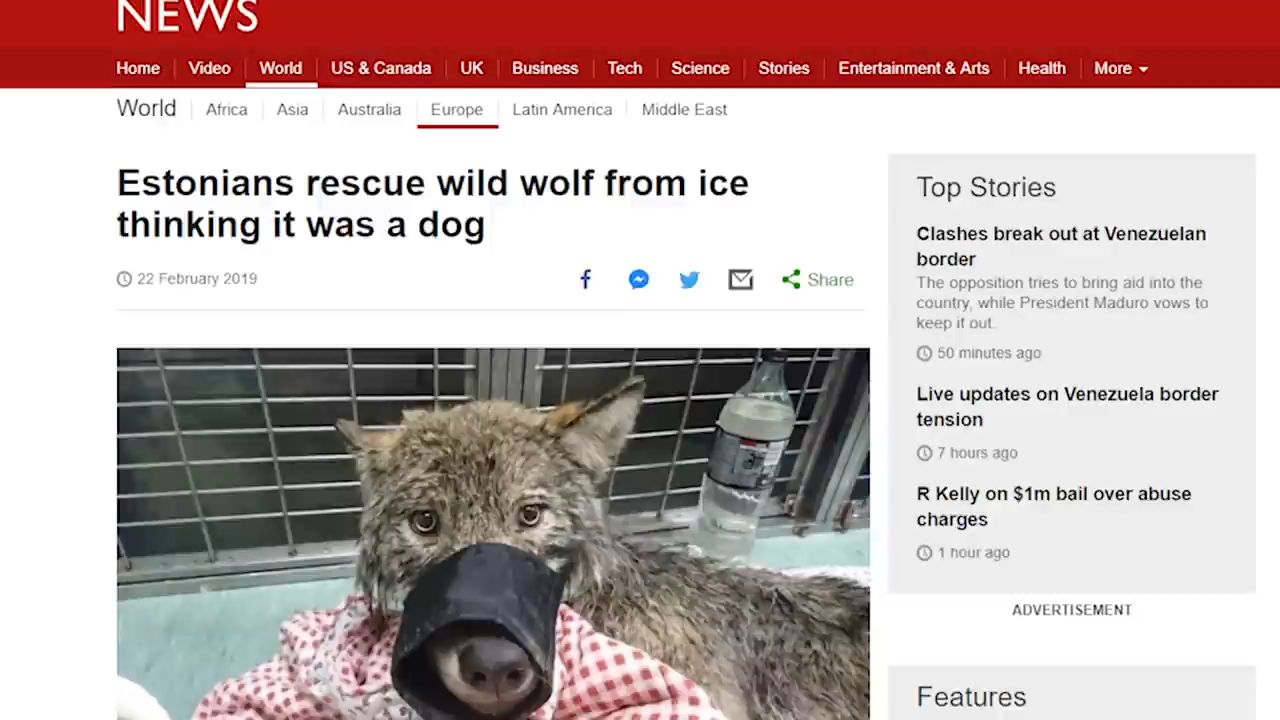 NEWS
Home Video World US & Canada UK Business Tech Science Stories Entertainment & Arts Health More
World Africa Asia Australia Europe Latin America Middle East
Estonians rescue wild wolf from ice
thinking it was a dog
22 February 2019
Share
Top Stories
Clashes break out at Venezuelan
border
The opposition tries to bring aid into the
country, while President Maduro vows to
keep it out.
50 minutes ago
Live updates on Venezuela border
tension
7 hours ago
R Kelly on $1m bail over abuse
charges
1 hour ago
ADVERTISEMENT
Features